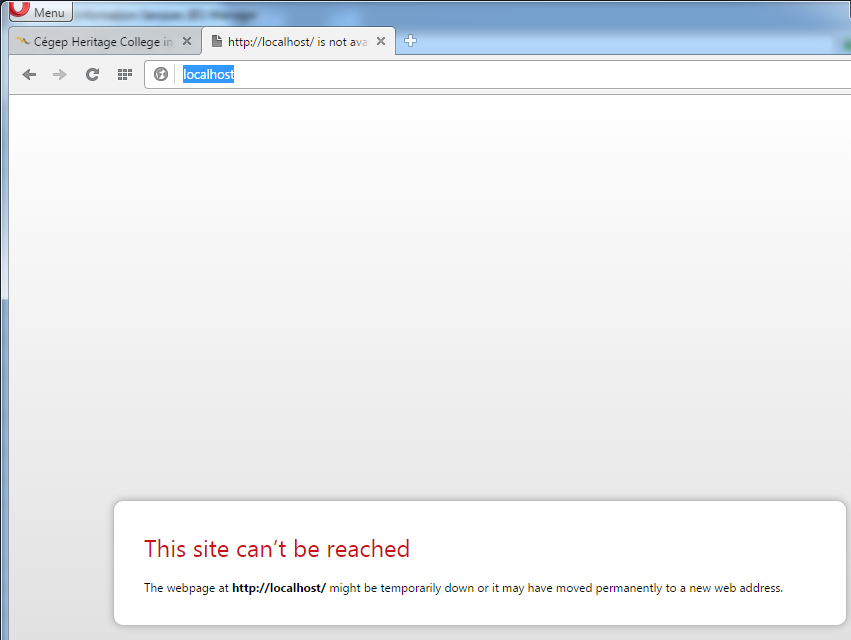 Menu
Cégep Heritage College in
http://localhost/ is not ava
localhost
This site can't be reached
The webpage at http://localhost/ might be temporarily down or it may have moved permanently to a new web address.